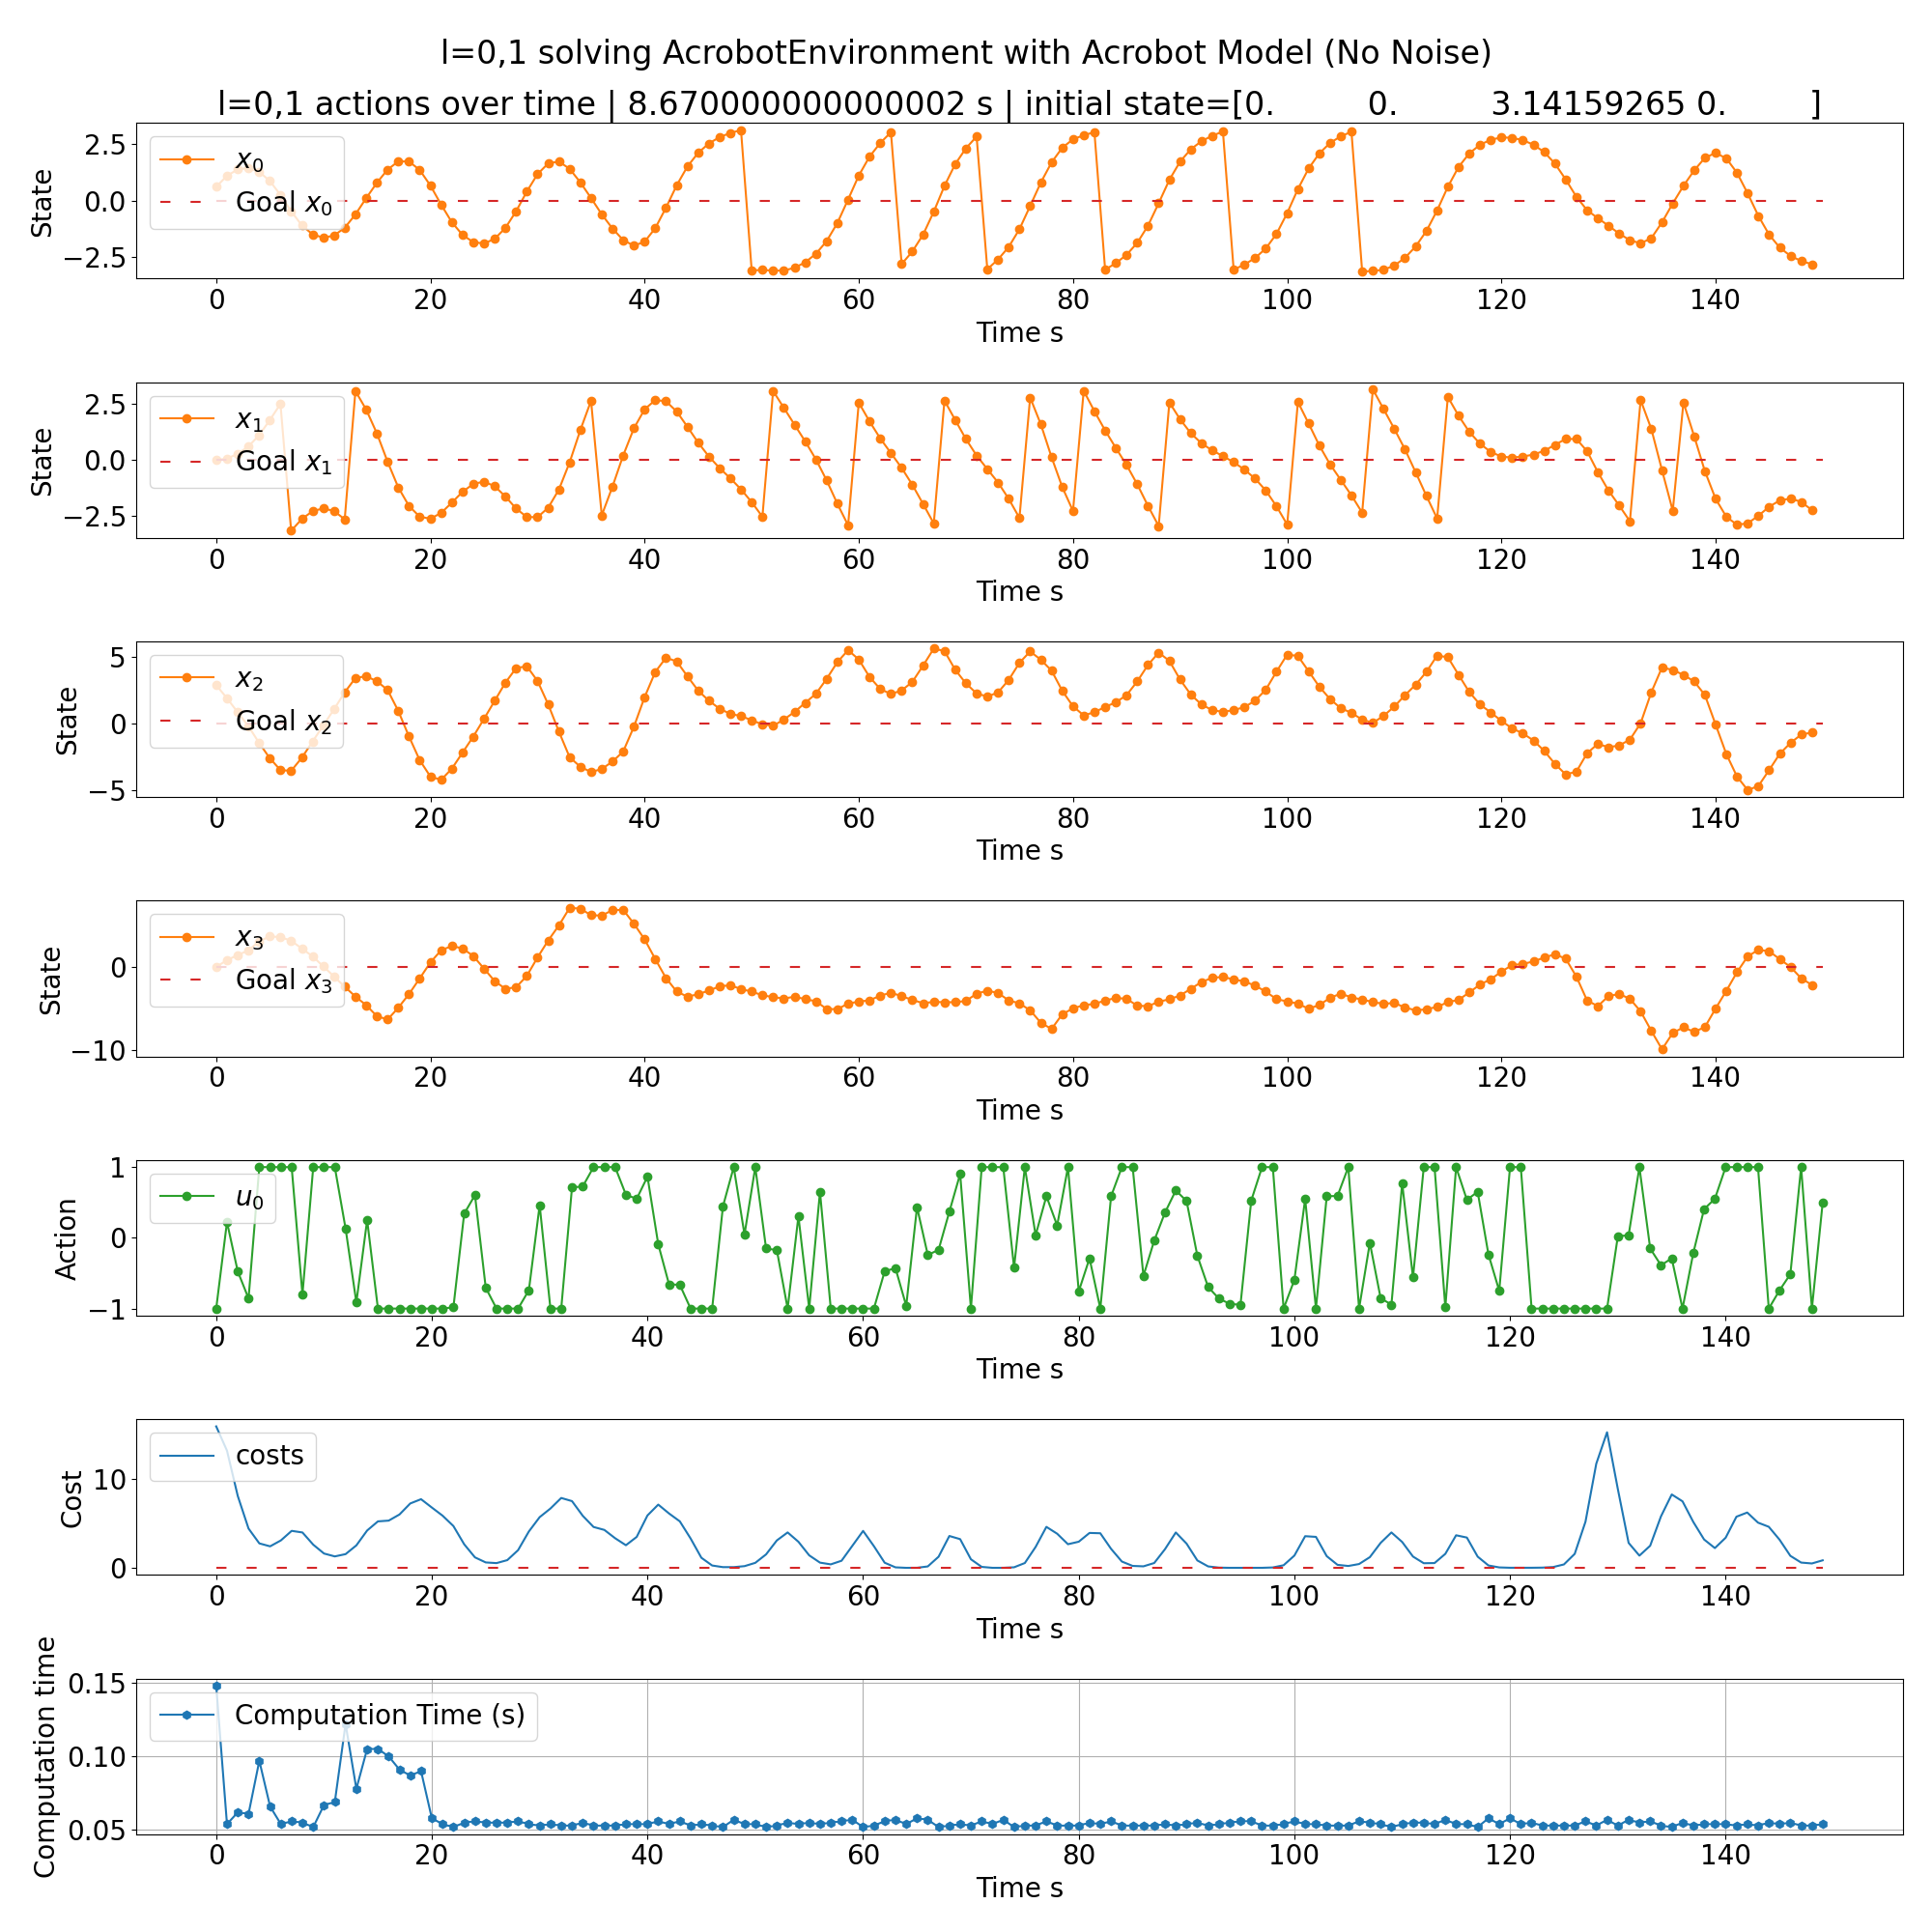 l=0,1 solving AcrobotEnvironment with Acrobot Model (No Noise)
l=0,1 actions over time | 8.670000000000002 s | initial state=[0. 0. 3.14159265 0. ]
2.5
0.0
−2.5
State
x0
Goal x0
0 20 40 60 80 100 120 140
Time s
2.5
0.0
−2.5
State
x1
Goal x1
0 20 40 60 80 100 120 140
Time s
5
0
−5
State
x2
Goal x2
0 20 40 60 80 100 120 140
Time s
0
−10
State
x3
Goal x3
0 20 40 60 80 100 120 140
Time s
1
0
−1
Action
u0
0 20 40 60 80 100 120 140
Time s
10
0
Cost
costs
0 20 40 60 80 100 120 140
Time s
0.15
0.10
0.05
Computation time
Computation Time (s)
0 20 40 60 80 100 120 140
Time s